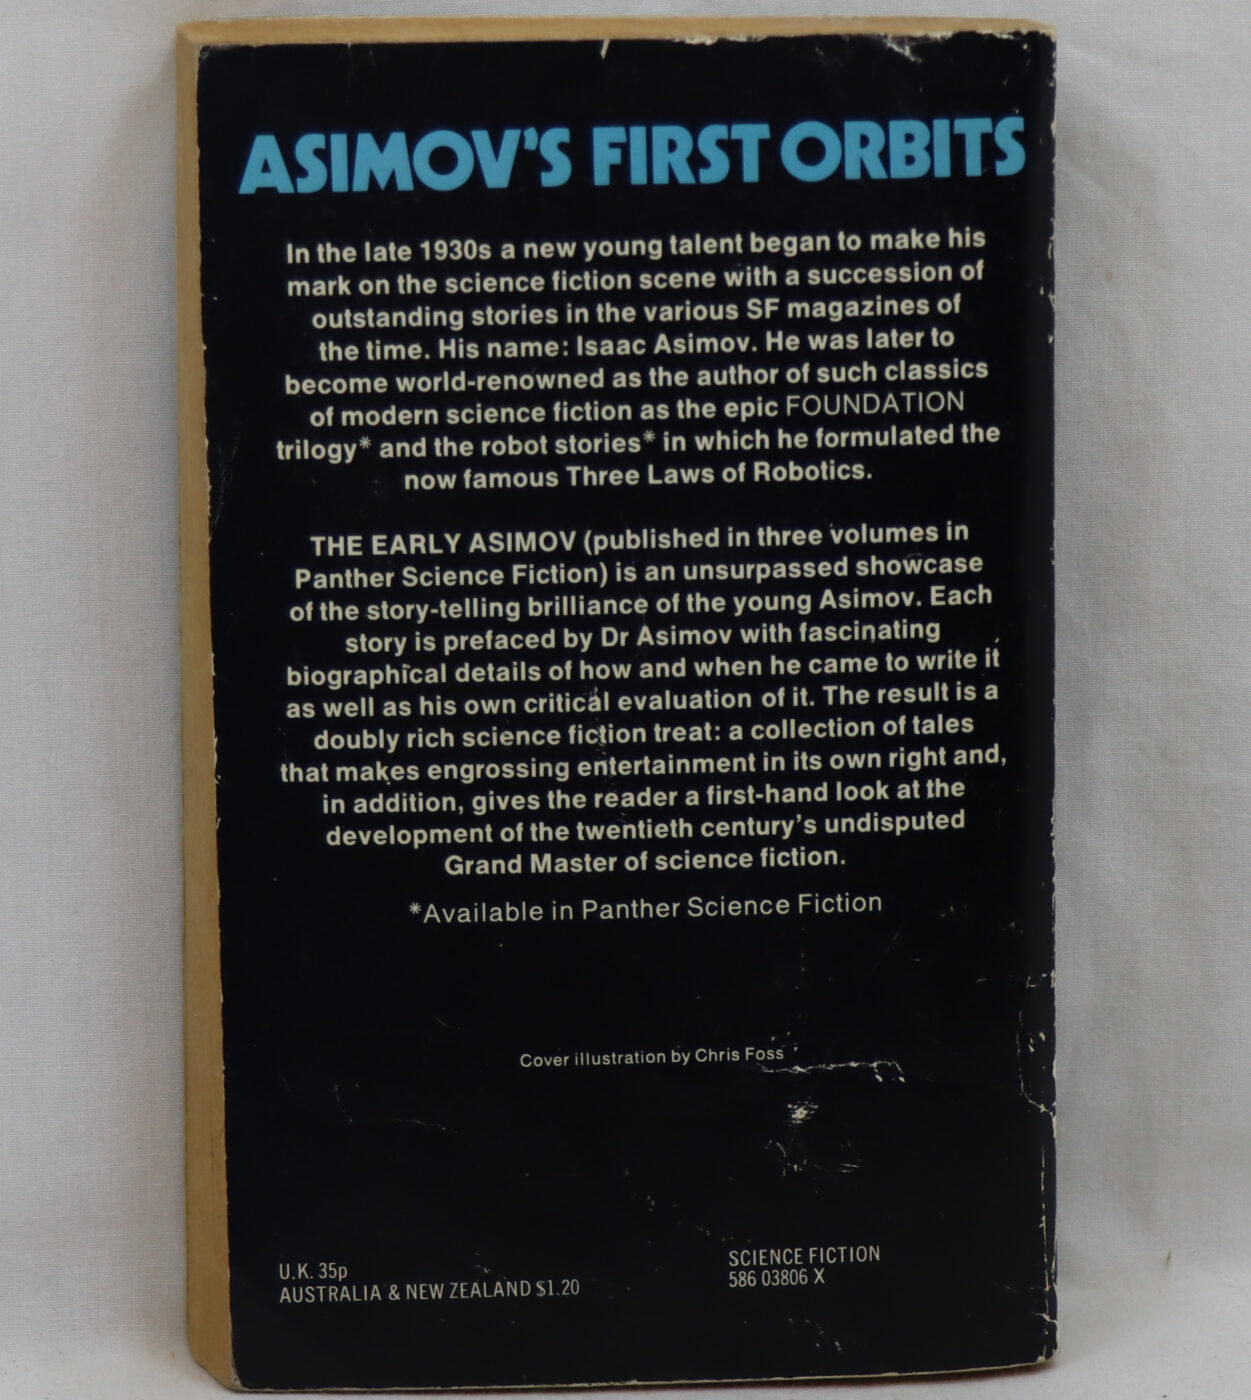 ASIMOV'S FIRST ORBITS
In the late 1930s a new young talent began to make his
mark on the science fiction scene with a succession of
outstanding stories in the various SF magazines of
the time. His name: Isaac Asimov. He was later to
become world-renowned as the author of such classics
of modern science fiction as the epic FOUNDATION
trilogy* and the robot stories* in which he formulated the
now famous Three Laws of Robotics.
THE EARLY ASIMOV (published in three volumes in
Panther Science Fiction) is an unsurpassed showcase
of the story-telling brilliance of the young Asimov. Each
story is prefaced by Dr Asimov with fascinating
biographical details of how and when he came to write it
as well as his own critical evaluation of it. The result is a
doubly rich science fiction treat: a collection of tales
that makes engrossing entertainment in its own right and,
in addition, gives the reader a first-hand look at the
development of the twentieth century's undisputed
Grand Master of science fiction.
*Available in Panther Science Fiction
Cover illustration by Chris Foss
U.K. 35p
AUSTRALIA & NEW ZEALAND $1.20
SCIENCE FICTION
586 03806 X